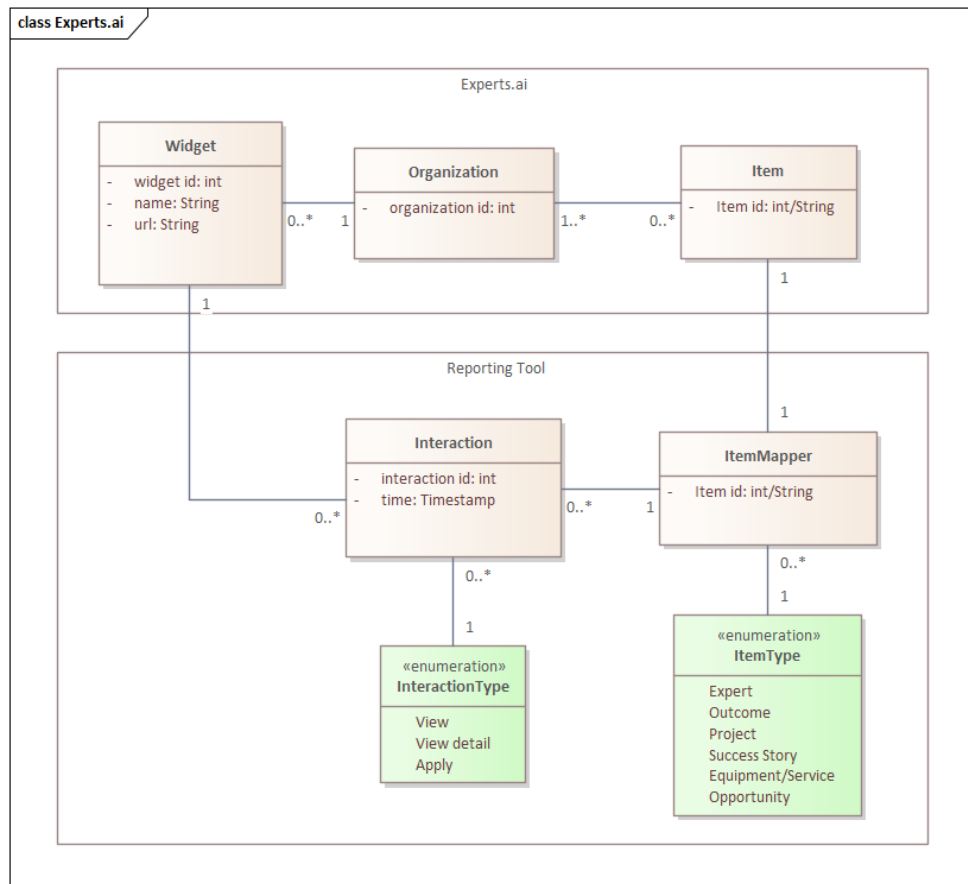 class Experts.ai
Experts.ai
Widget
- widget id: int
- name: String
- url: String
Organization
- organization id: int
Item
- Item id: int/String
0..*
1
1..*
0..*
1
1
Reporting Tool
1
Interaction
- interaction id: int
- time: Timestamp
ItemMapper
- Item id: int/String
0..*
0..*
1
0..*
0..*
1
1
«enumeration»
InteractionType
View
View detail
Apply
«enumeration»
ItemType
Expert
Outcome
Project
Success Story
Equipment/Service
Opportunity